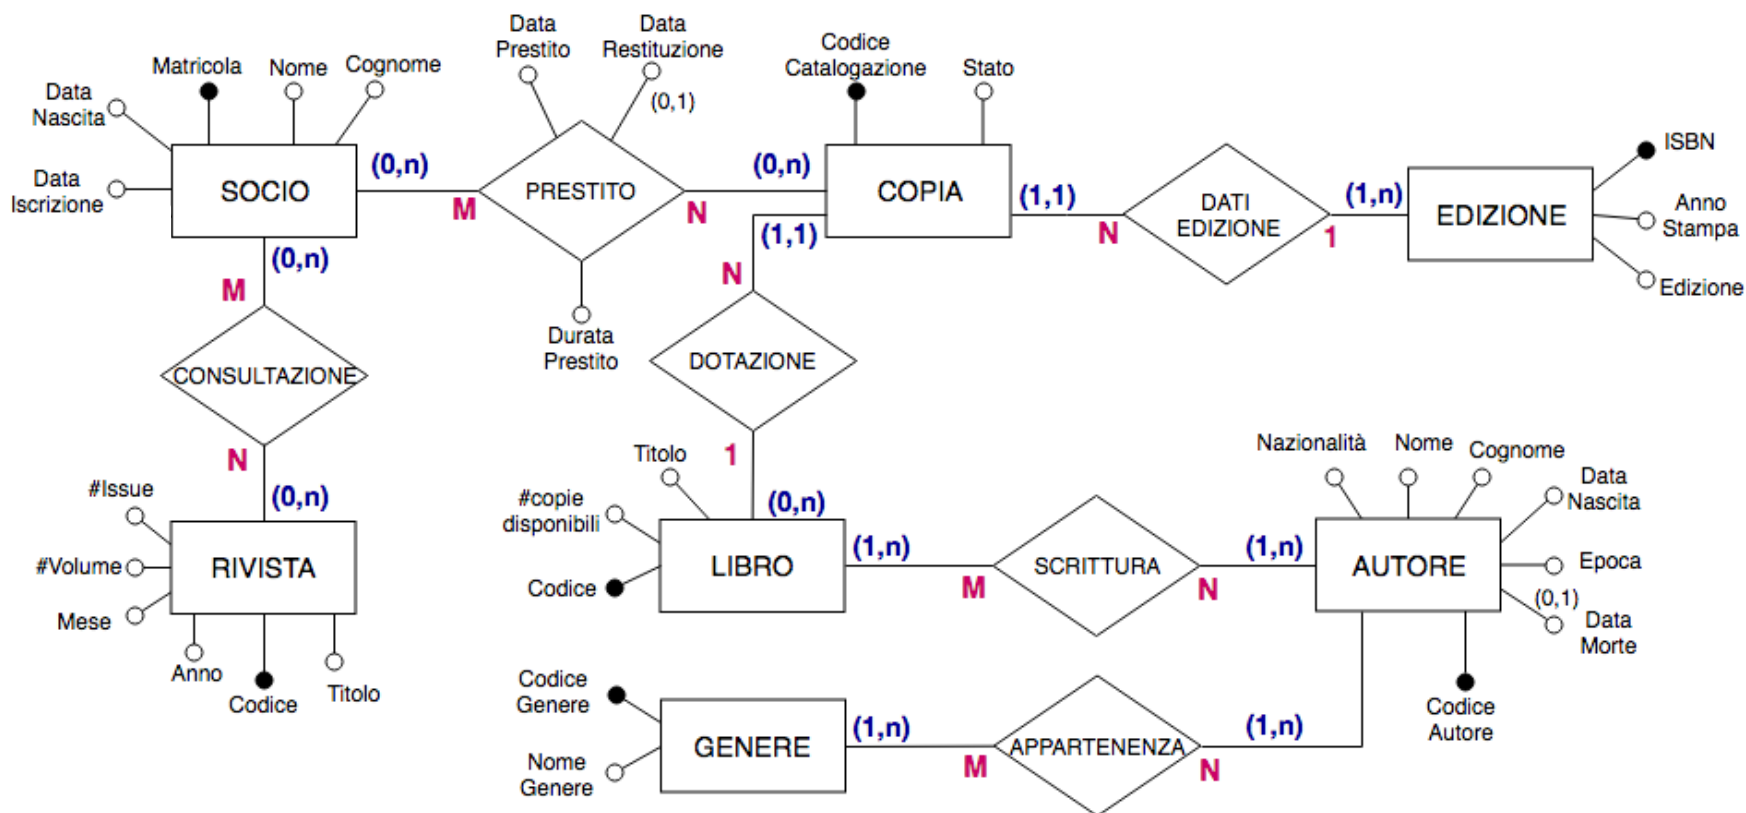 Data
Prestito
Data
Restituzione
(0,1)
Codice
Catalogazione
Stato
Matricola
Nome
Cognome
Data
Nascita
Data
Iscrizione
SOCIO
(0,n)
M
PRESTITO
N
(0,n)
COPIA
(1,1)
N
DATI
EDIZIONE
1
(1,n)
EDIZIONE
ISBN
Anno
Stampa
Edizione
(0,n)
M
(1,1)
N
Durata
Prestito
CONSULTAZIONE
DOTAZIONE
N
(0,n)
1
(0,n)
#Issue
#Volume
Mese
RIVISTA
Anno
Codice
Titolo
Titolo
#copie
disponibili
Codice
LIBRO
(1,n)
M
SCRITTURA
N
(1,n)
AUTORE
Nazionalità
Nome
Cognome
Data
Nascita
Epoca
(0,1)
Data
Morte
Codice
Autore
Codice
Genere
Nome
Genere
GENERE
(1,n)
M
APPARTENENZA
N
(1,n)